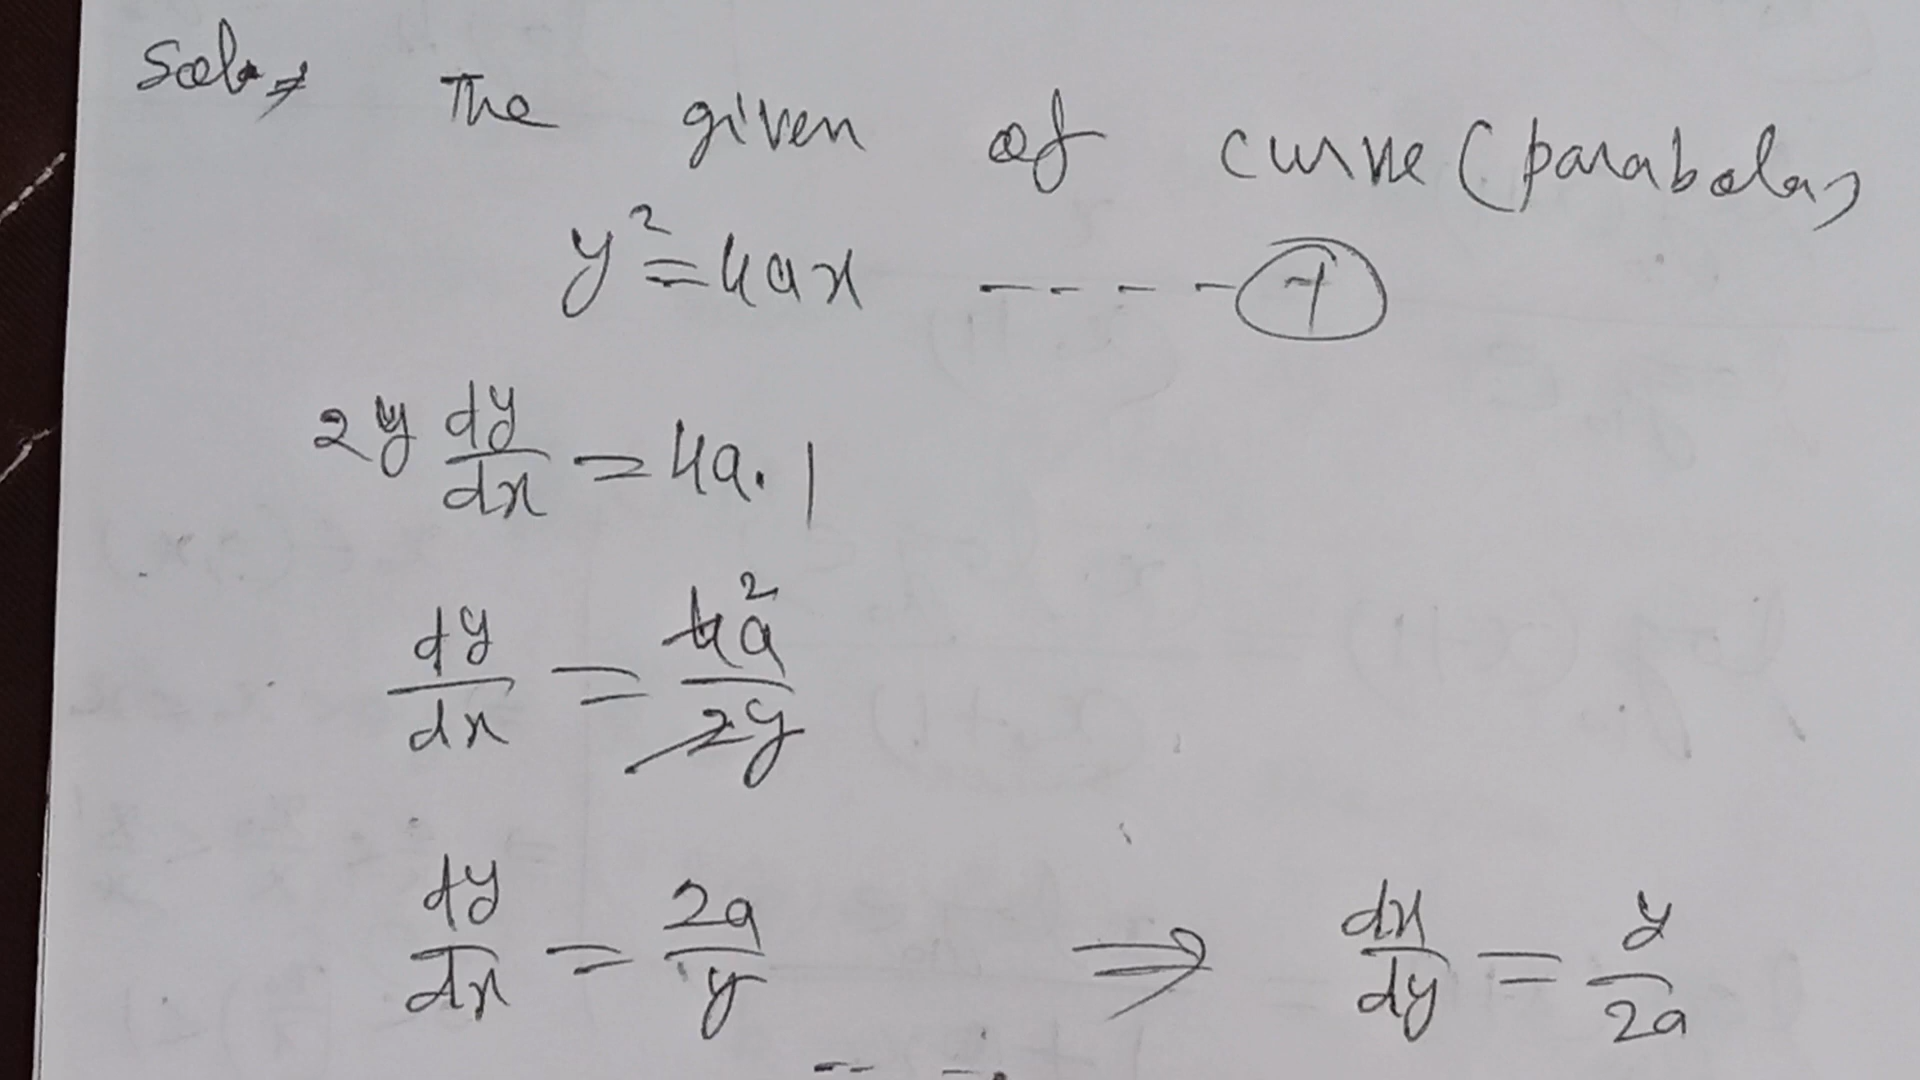 Sol. ⇒ The given of curve (parabola)
y² = 4ax ----- (1)
2y dy/dx = 4a. 1
dy/dx = 4a/2y 2
dy/dx = 2a/y ⇒ dx/dy = y/2a